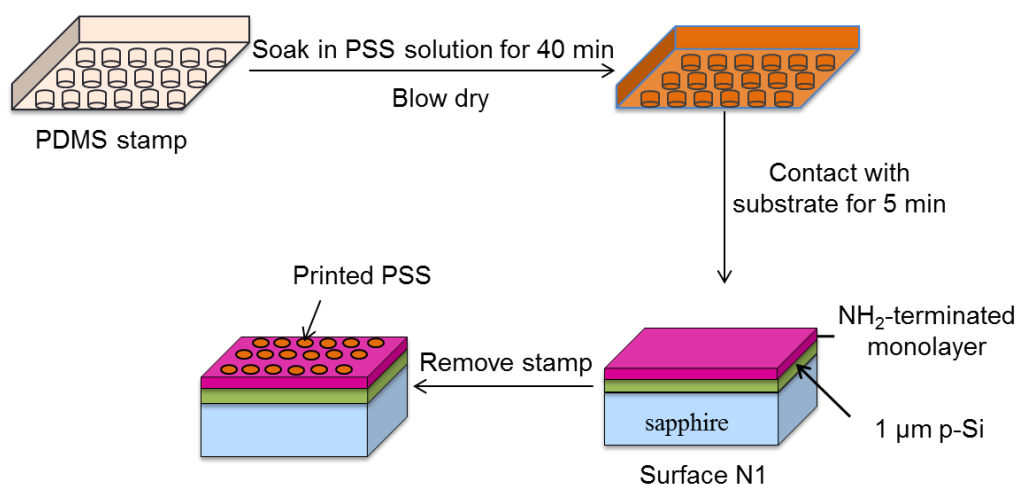 Soak in PSS solution for 40 min
Blow dry
PDMS stamp
Contact with
substrate for 5 min
Printed PSS
NH₂-terminated
monolayer
Remove stamp
sapphire
1 µm p-Si
Surface N1